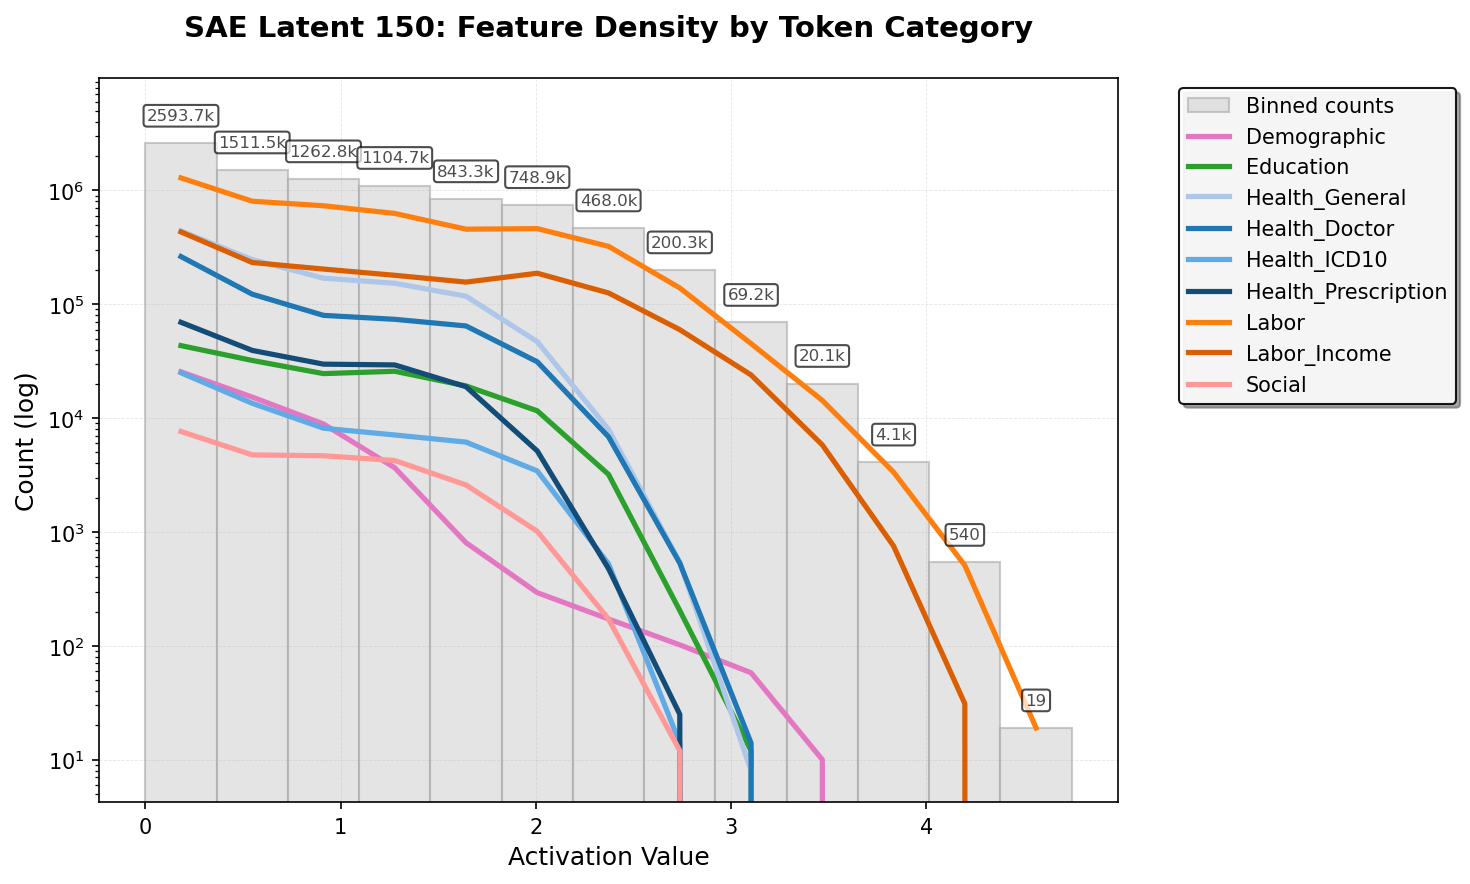 SAE Latent 150: Feature Density by Token Category
Count (log)
10⁶
10⁵
10⁴
10³
10²
10¹
2593.7k
1511.5k
1262.8k
1104.7k
843.3k
748.9k
468.0k
200.3k
69.2k
20.1k
4.1k
540
19
0
1
2
3
4
Activation Value
Binned counts
Demographic
Education
Health_General
Health_Doctor
Health_ICD10
Health_Prescription
Labor
Labor_Income
Social